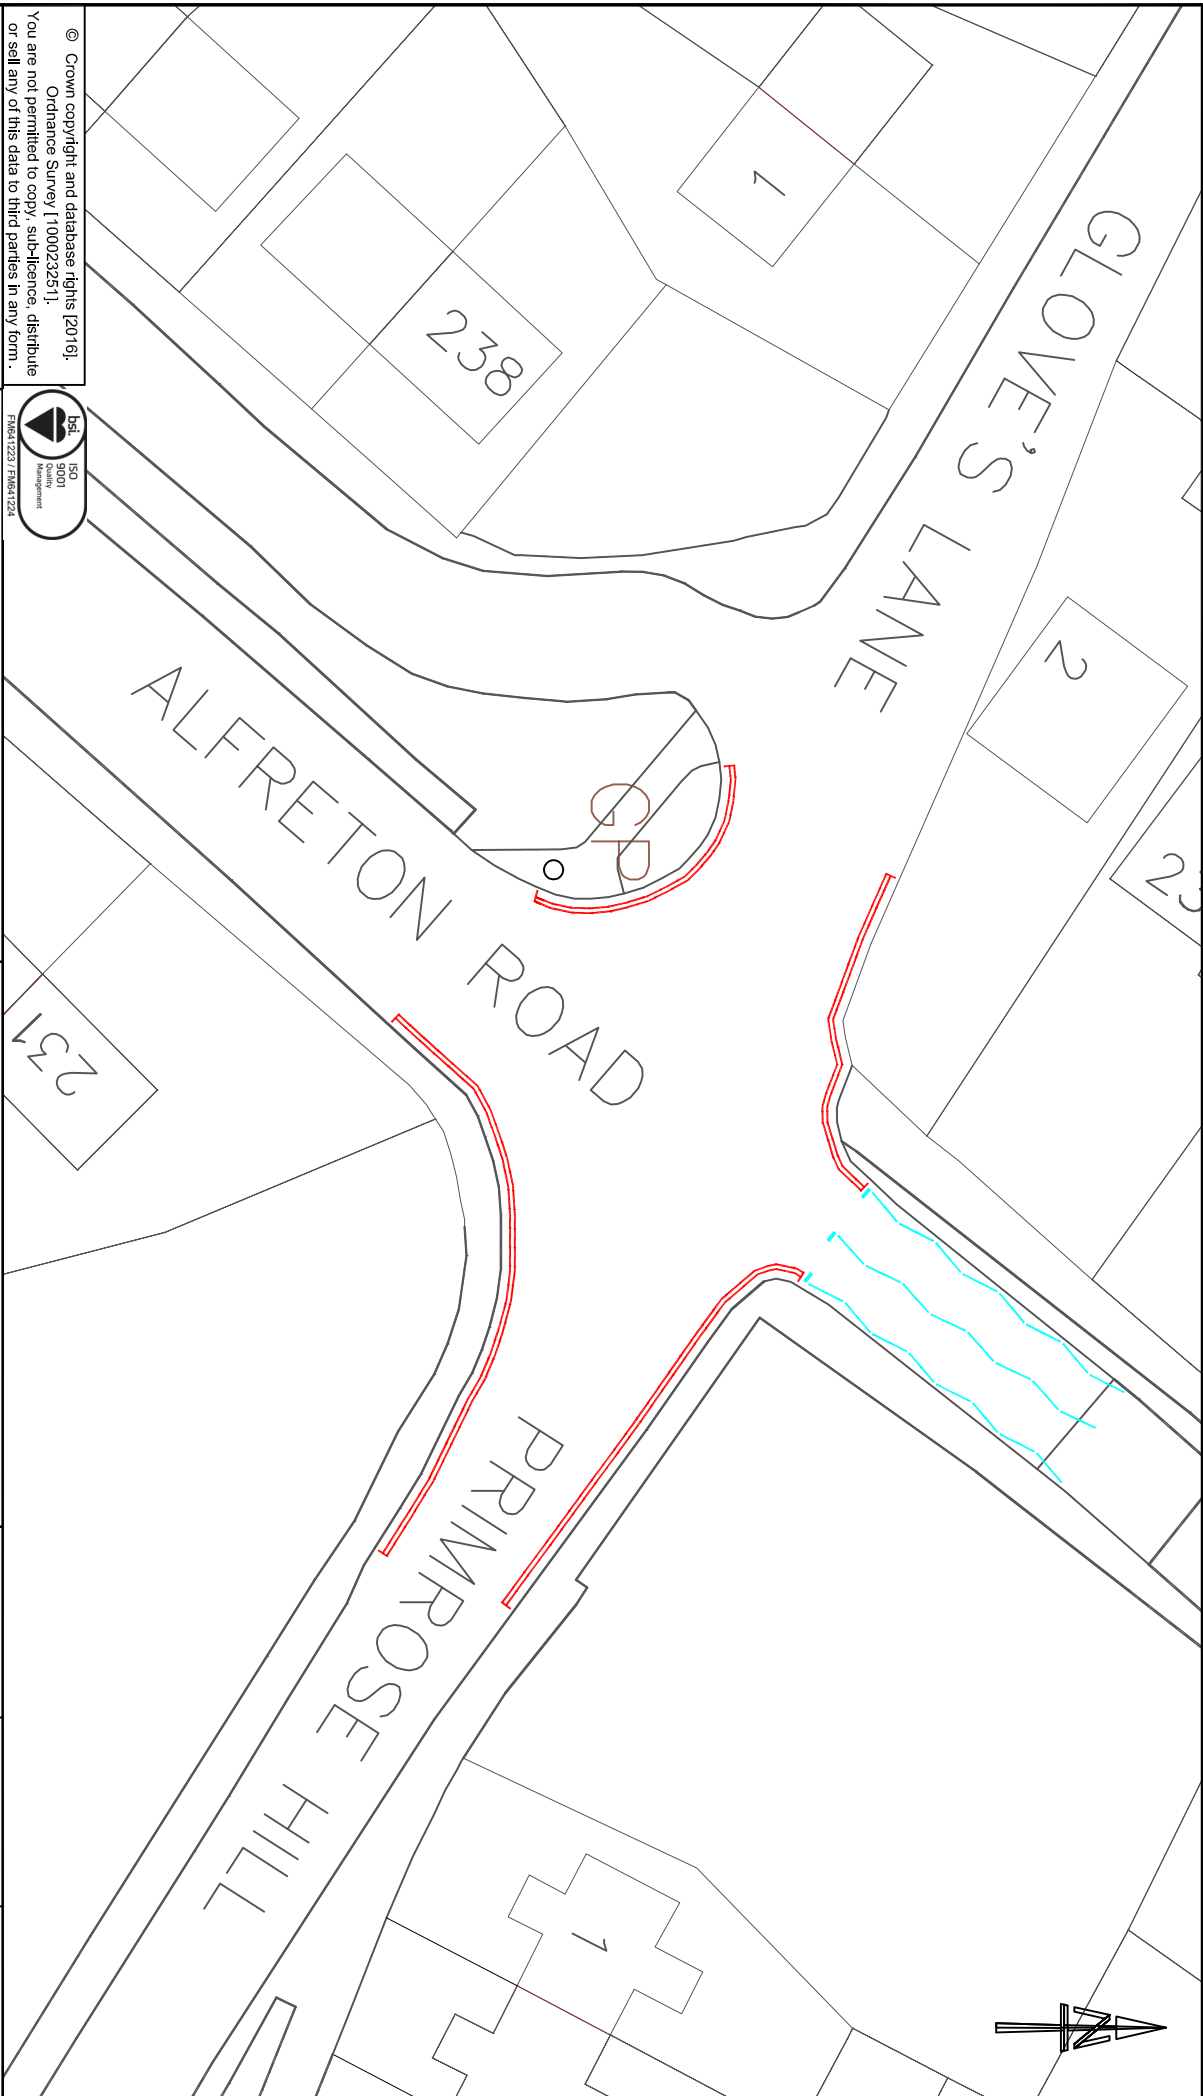 GLOVE'S LANE
1
2
238
GP
ALFRETON ROAD
231
PRIMROSE HILL
1
N
© Crown copyright and database rights [2016].
Ordnance Survey [100023251].
You are not permitted to copy, sub-licence, distribute
or sell any of this data to third parties in any form.
bsi.
ISO
9001
Quality
Management
FM641223 / FM641224